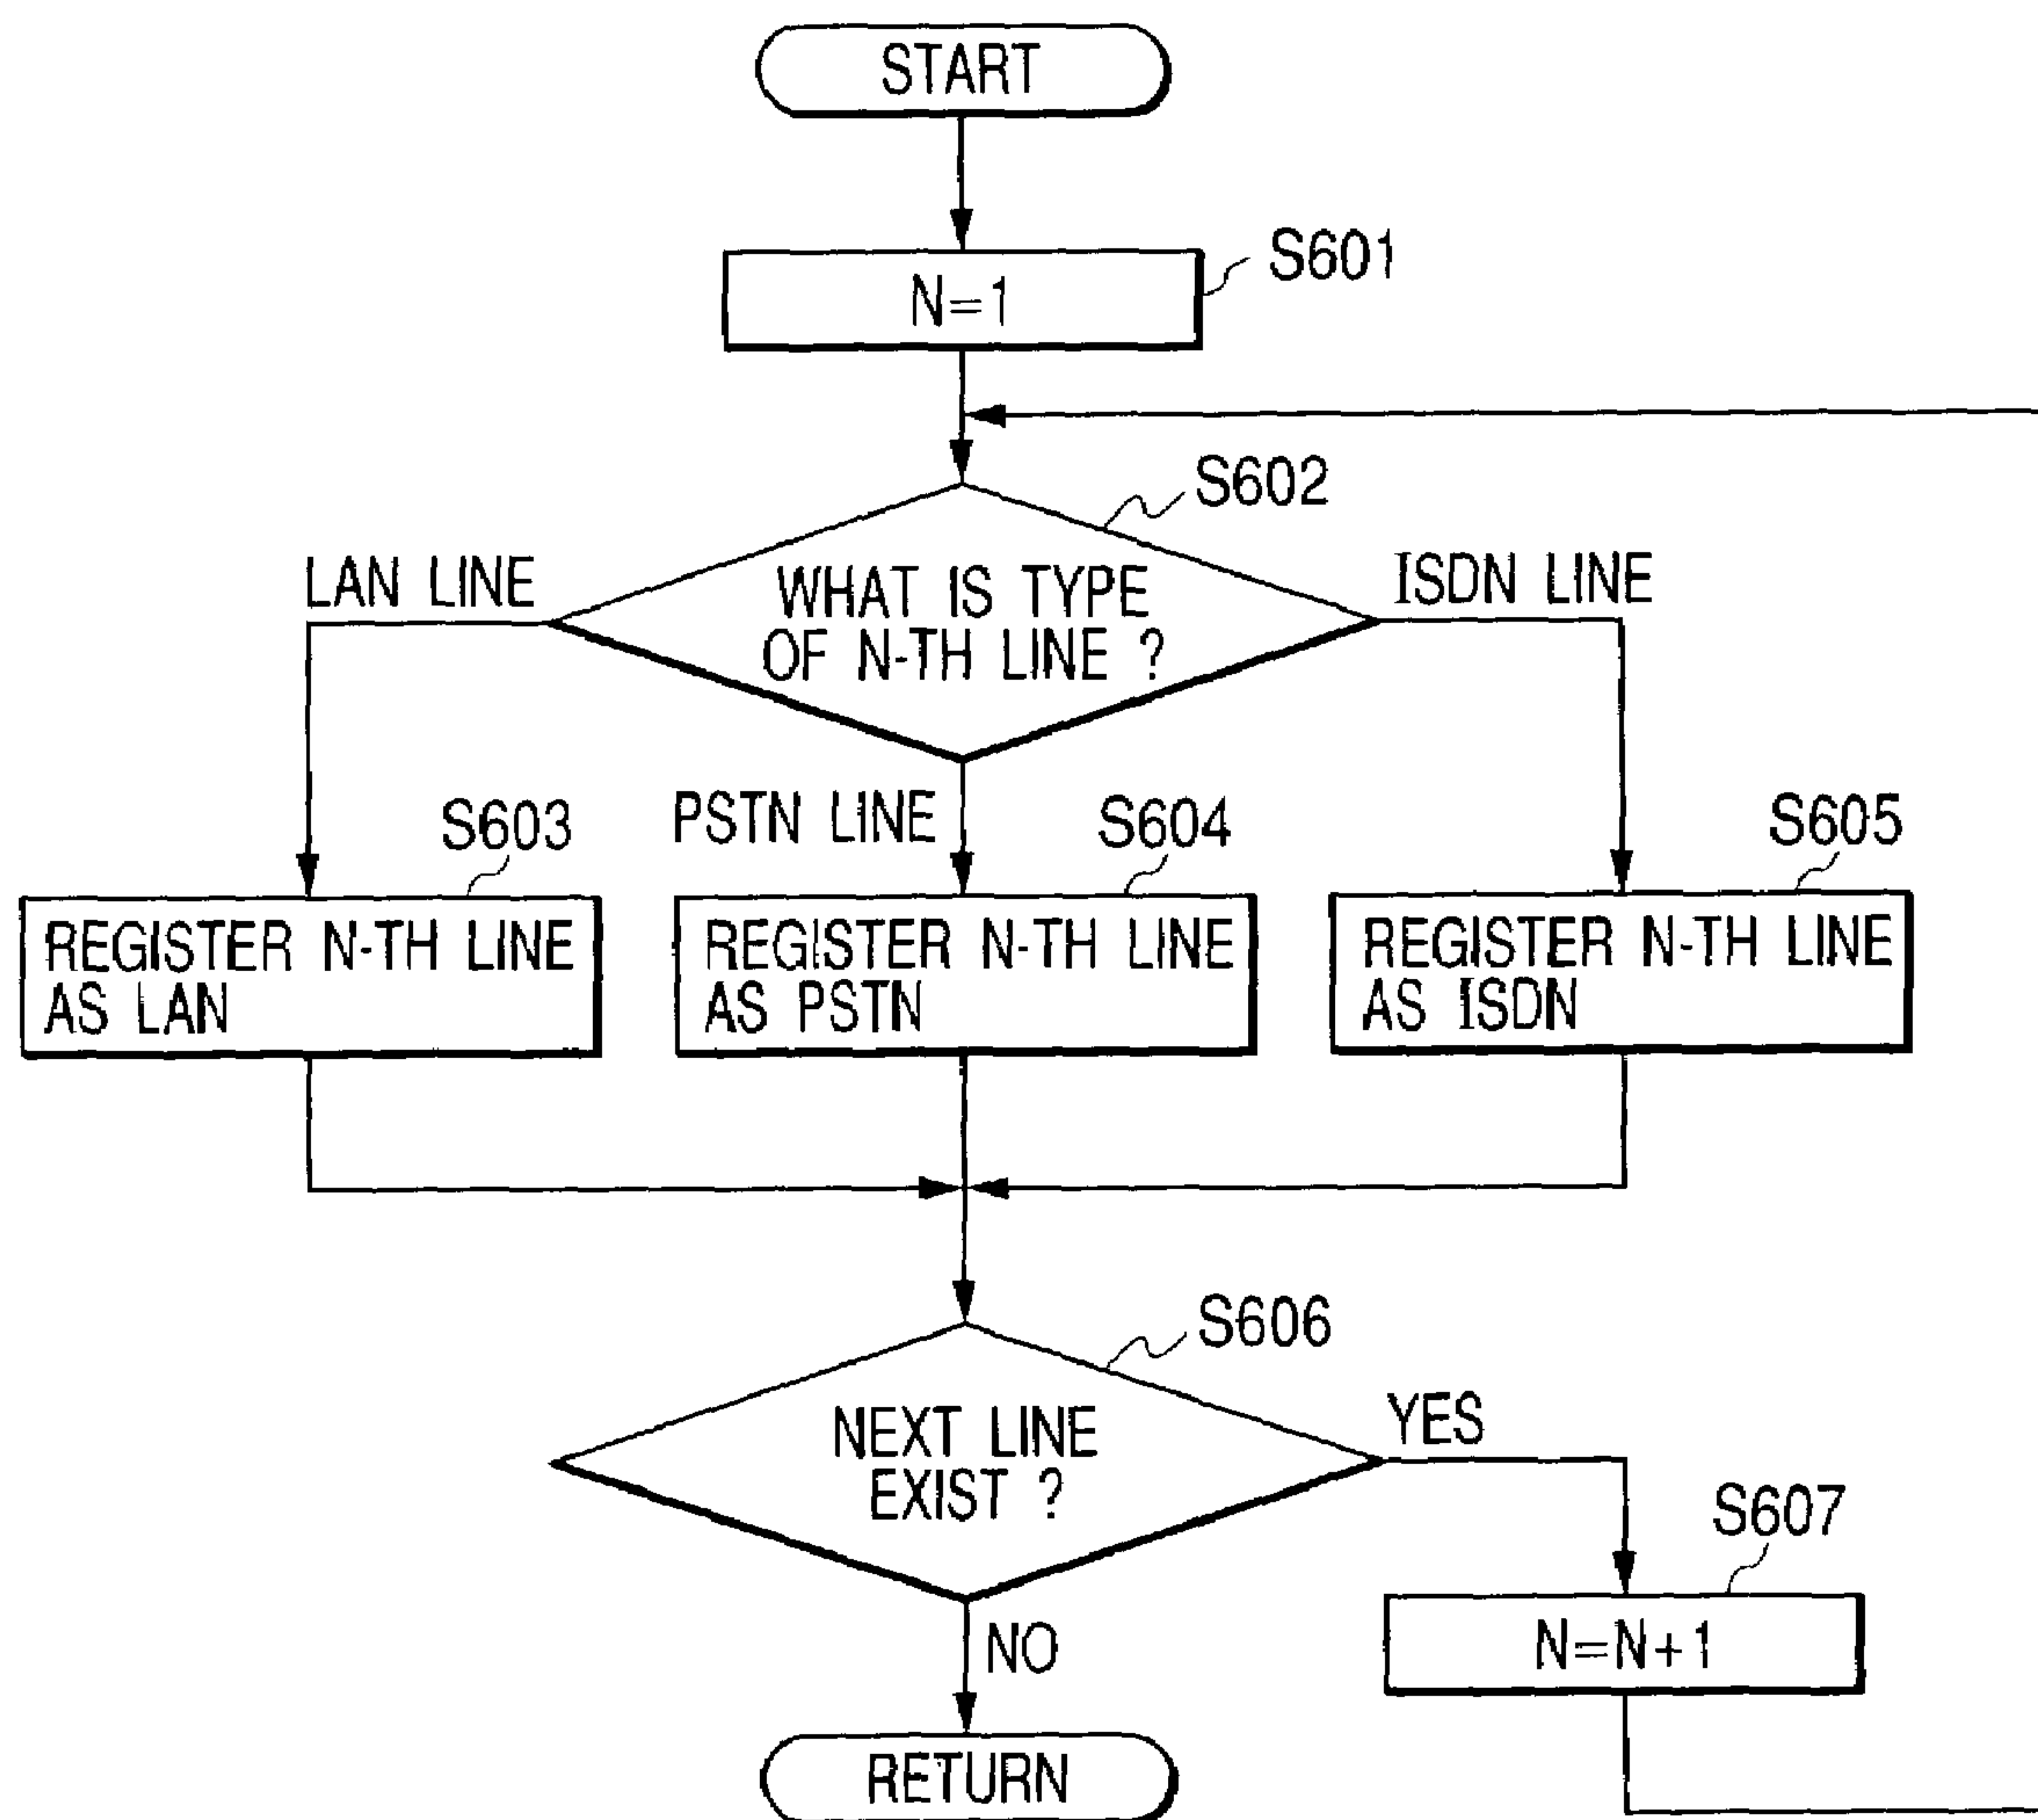 START
N=1
S601
S602
LAN LINE
WHAT IS TYPE
OF N-TH LINE ?
ISDN LINE
PSTN LINE
S603
S604
S605
REGISTER N-TH LINE
AS LAN
REGISTER N-TH LINE
AS PSTN
REGISTER N-TH LINE
AS ISDN
S606
NEXT LINE
EXIST ?
YES
S607
N=N+1
NO
RETURN